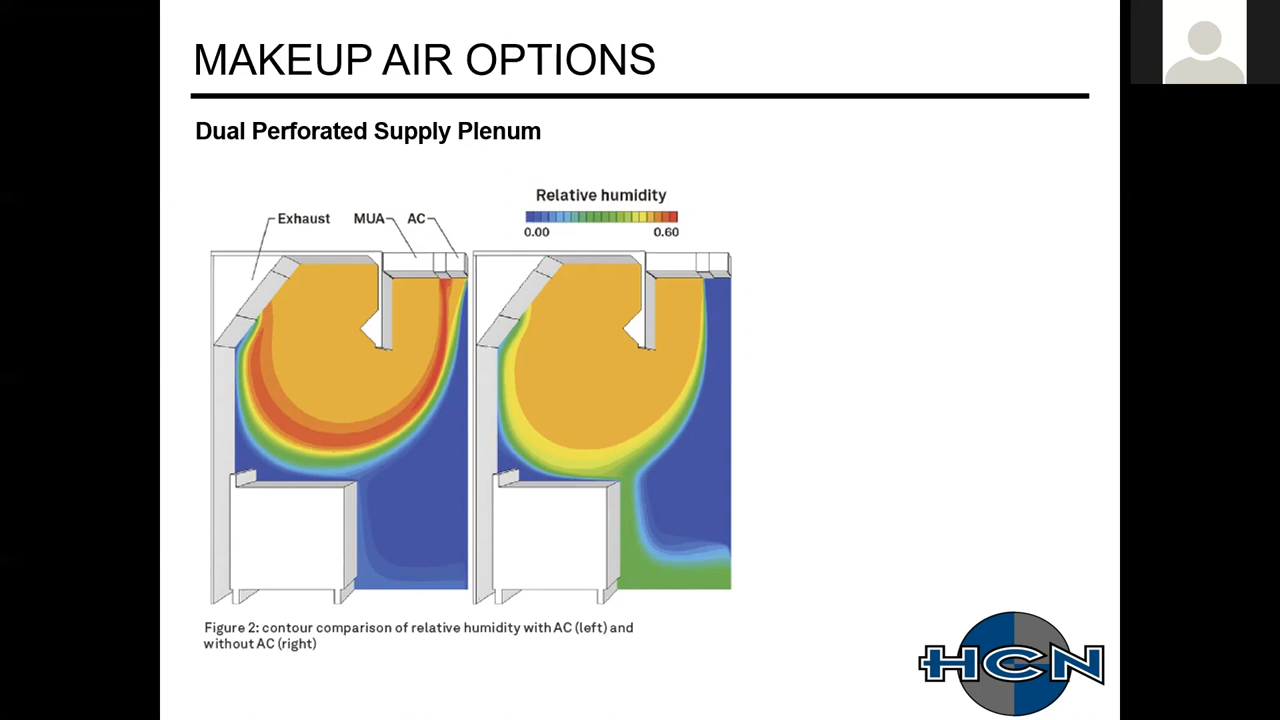 MAKEUP AIR OPTIONS
Dual Perforated Supply Plenum
Relative humidity
0.00 0.60
Exhaust MUA AC
Figure 2: contour comparison of relative humidity with AC (left) and
without AC (right)
HCN